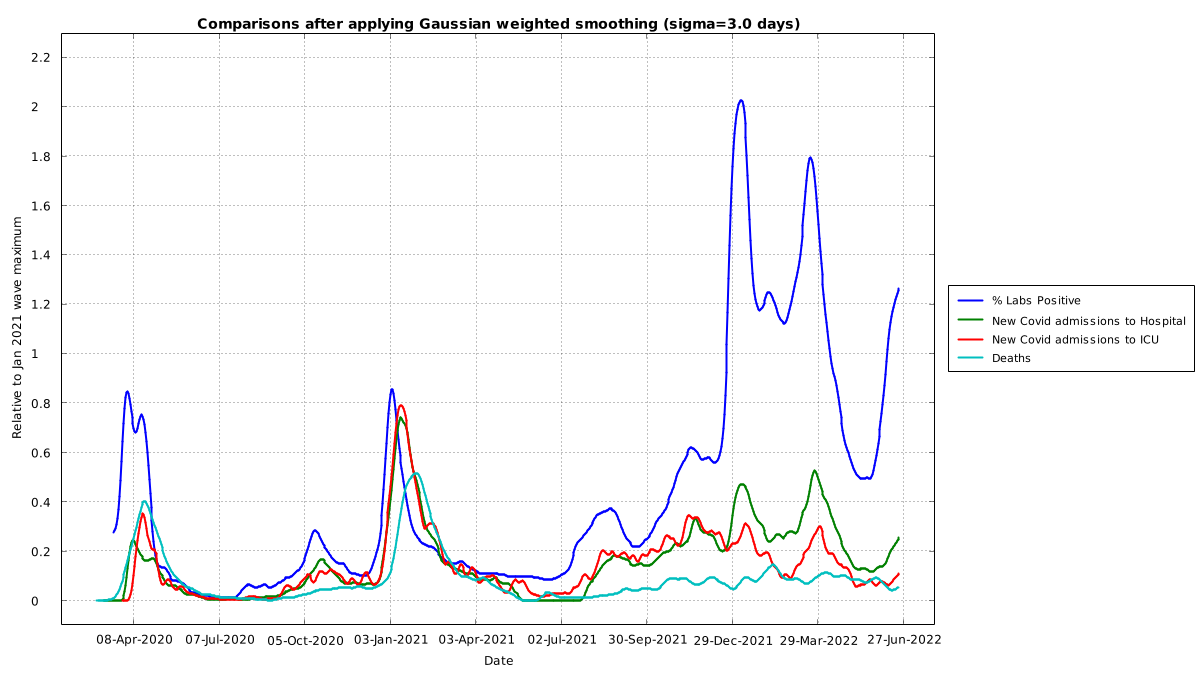 Comparisons after applying Gaussian weighted smoothing (sigma=3.0 days)
Relative to Jan 2021 wave maximum
2.2
2
1.8
1.6
1.4
1.2
1
0.8
0.6
0.4
0.2
0
08-Apr-2020 07-Jul-2020 05-Oct-2020 03-Jan-2021 03-Apr-2021 02-Jul-2021 30-Sep-2021 29-Dec-2021 29-Mar-2022 27-Jun-2022
Date
% Labs Positive
New Covid admissions to Hospital
New Covid admissions to ICU
Deaths